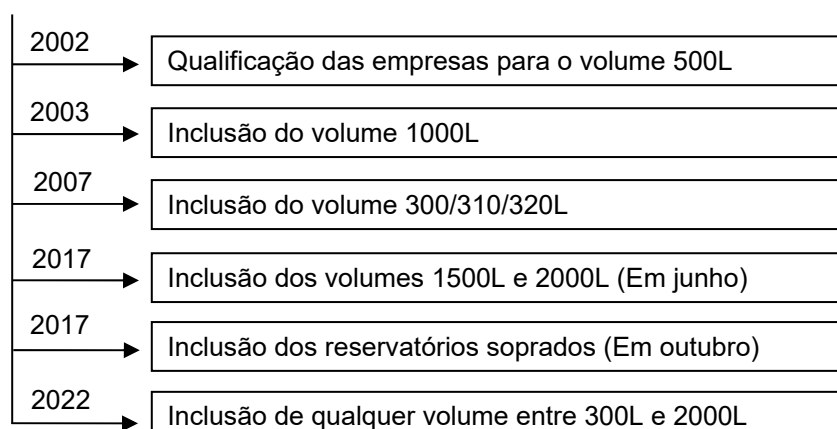 2002
Qualificação das empresas para o volume 500L
2003
Inclusão do volume 1000L
2007
Inclusão do volume 300/310/320L
2017
Inclusão dos volumes 1500L e 2000L (Em junho)
2017
Inclusão dos reservatórios soprados (Em outubro)
2022
Inclusão de qualquer volume entre 300L e 2000L